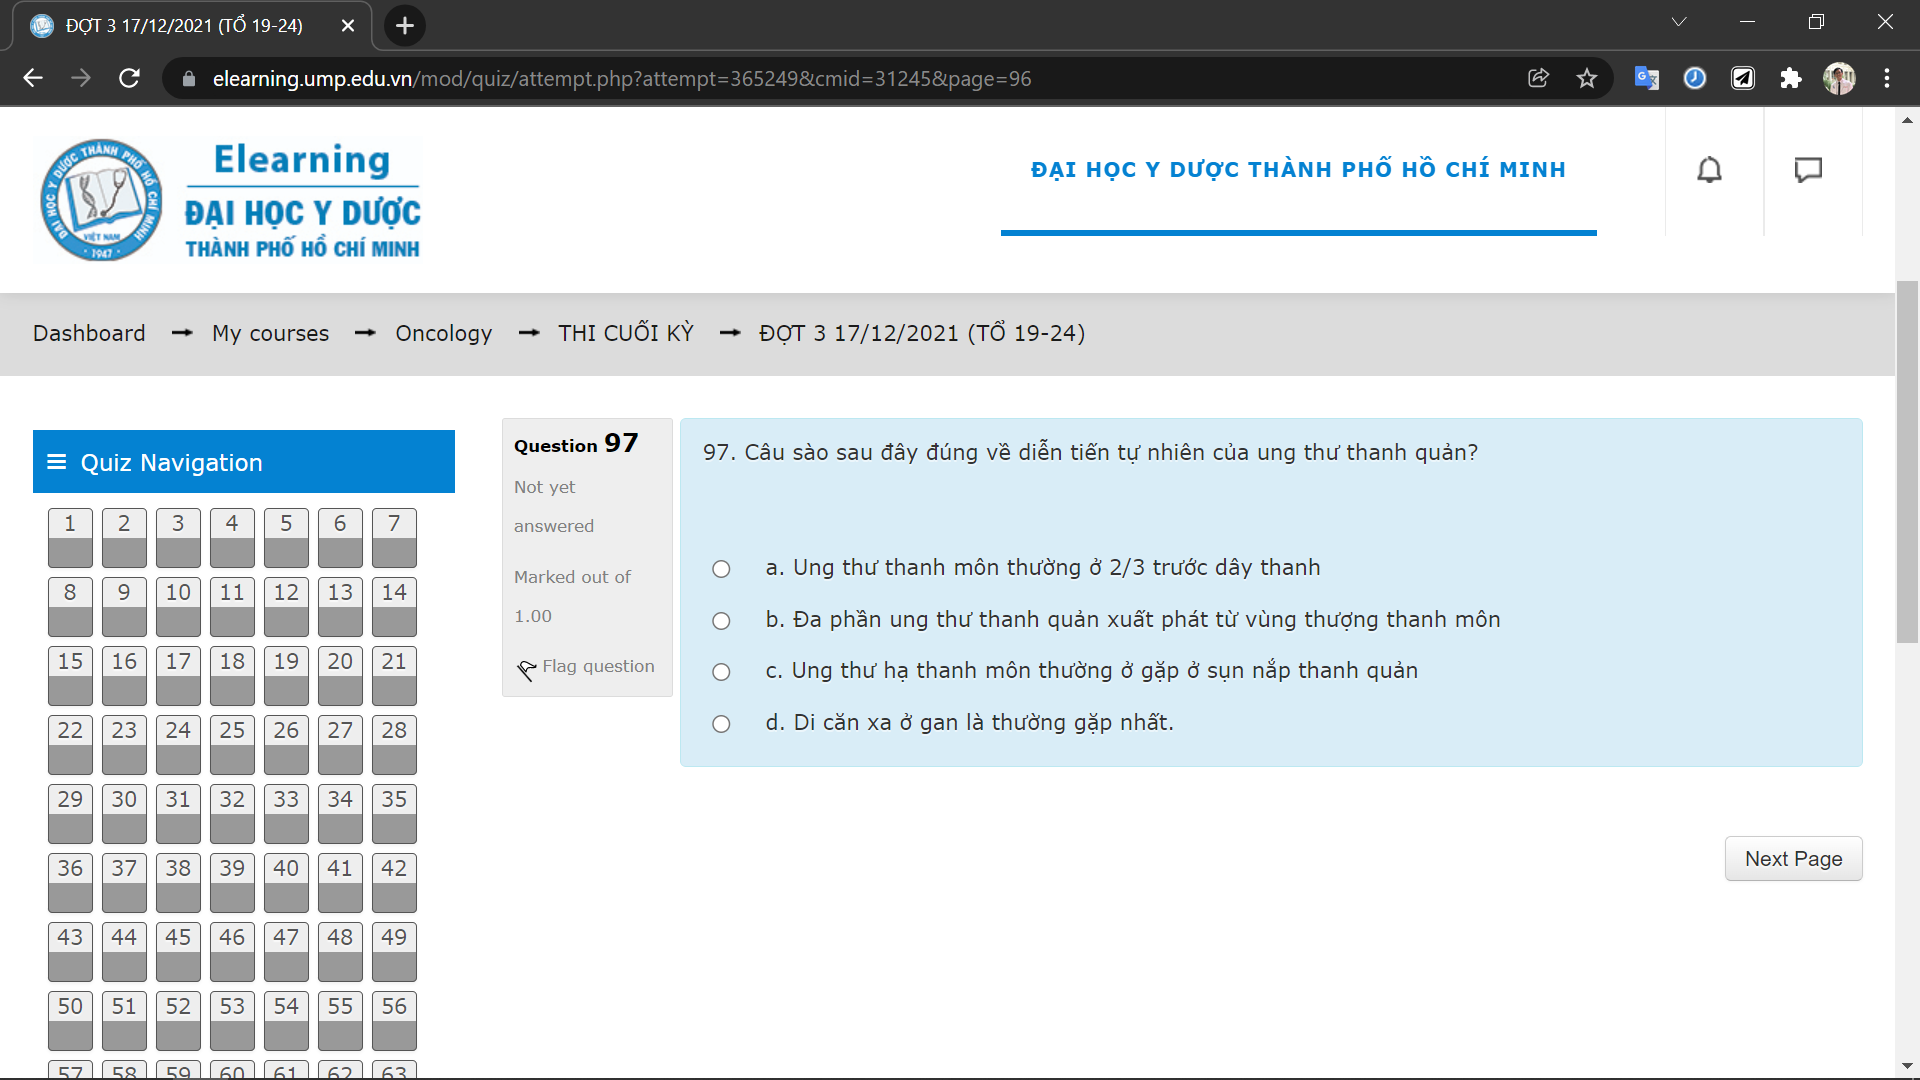 ĐỢT 3 17/12/2021 (TỔ 19-24)
elearning.ump.edu.vn/mod/quiz/attempt.php?attempt=365249&cmid=31245&page=96
ĐẠI HỌC Y DƯỢC THÀNH PHỐ HỒ CHÍ MINH
VIỆT NAM
1947
Elearning
ĐẠI HỌC Y DƯỢC
THÀNH PHỐ HỒ CHÍ MINH
ĐẠI HỌC Y DƯỢC THÀNH PHỐ HỒ CHÍ MINH
Dashboard → My courses → Oncology → THI CUỐI KỲ → ĐỢT 3 17/12/2021 (TỔ 19-24)
Quiz Navigation
1 2 3 4 5 6 7
8 9 10 11 12 13 14
15 16 17 18 19 20 21
22 23 24 25 26 27 28
29 30 31 32 33 34 35
36 37 38 39 40 41 42
43 44 45 46 47 48 49
50 51 52 53 54 55 56
57 58 59 60 61 62 63
Question 97
Not yet
answered
Marked out of
1.00
Flag question
97. Câu sào sau đây đúng về diễn tiến tự nhiên của ung thư thanh quản?
a. Ung thư thanh môn thường ở 2/3 trước dây thanh
b. Đa phần ung thư thanh quản xuất phát từ vùng thượng thanh môn
c. Ung thư hạ thanh môn thường ở gặp ở sụn nắp thanh quản
d. Di căn xa ở gan là thường gặp nhất.
Next Page